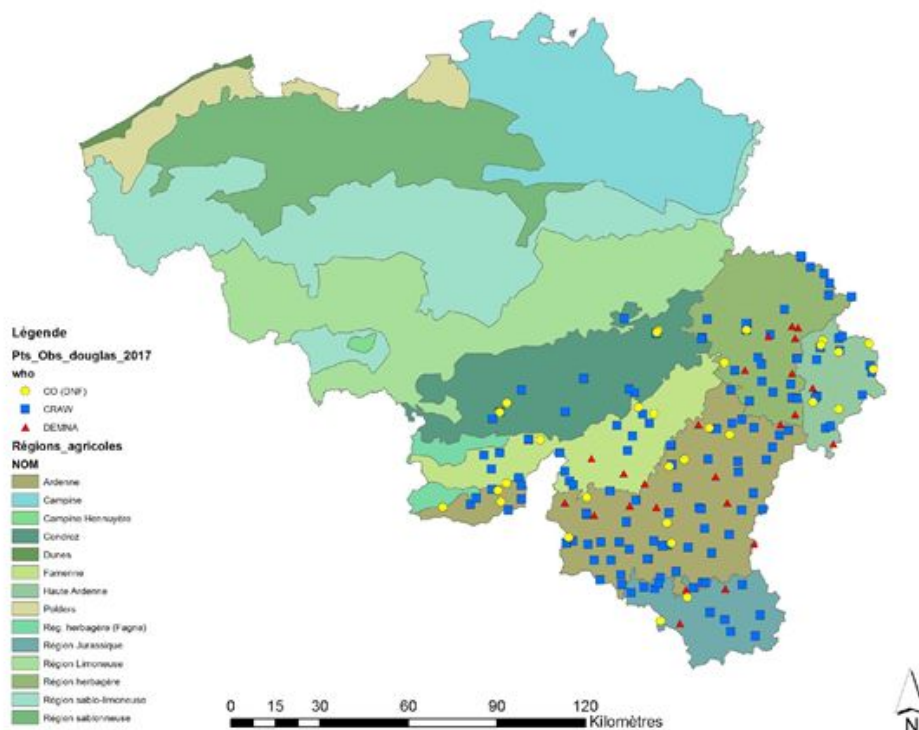 Légende
Pts_Obs_douglas_2017
who
CO (DNF)
CRAW
DEMNA
Régions_agricoles
NOM
Ardenne
Campine
Campine Hennuyère
Condroz
Dunes
Famenne
Haute Ardenne
Polders
Reg. herbagère (Fagne)
Région Jurassique
Région Limoneuse
Région herbagère
Région sablo-limoneuse
Région sablonneuse
0 30 60 90 120
Kilomètres
N